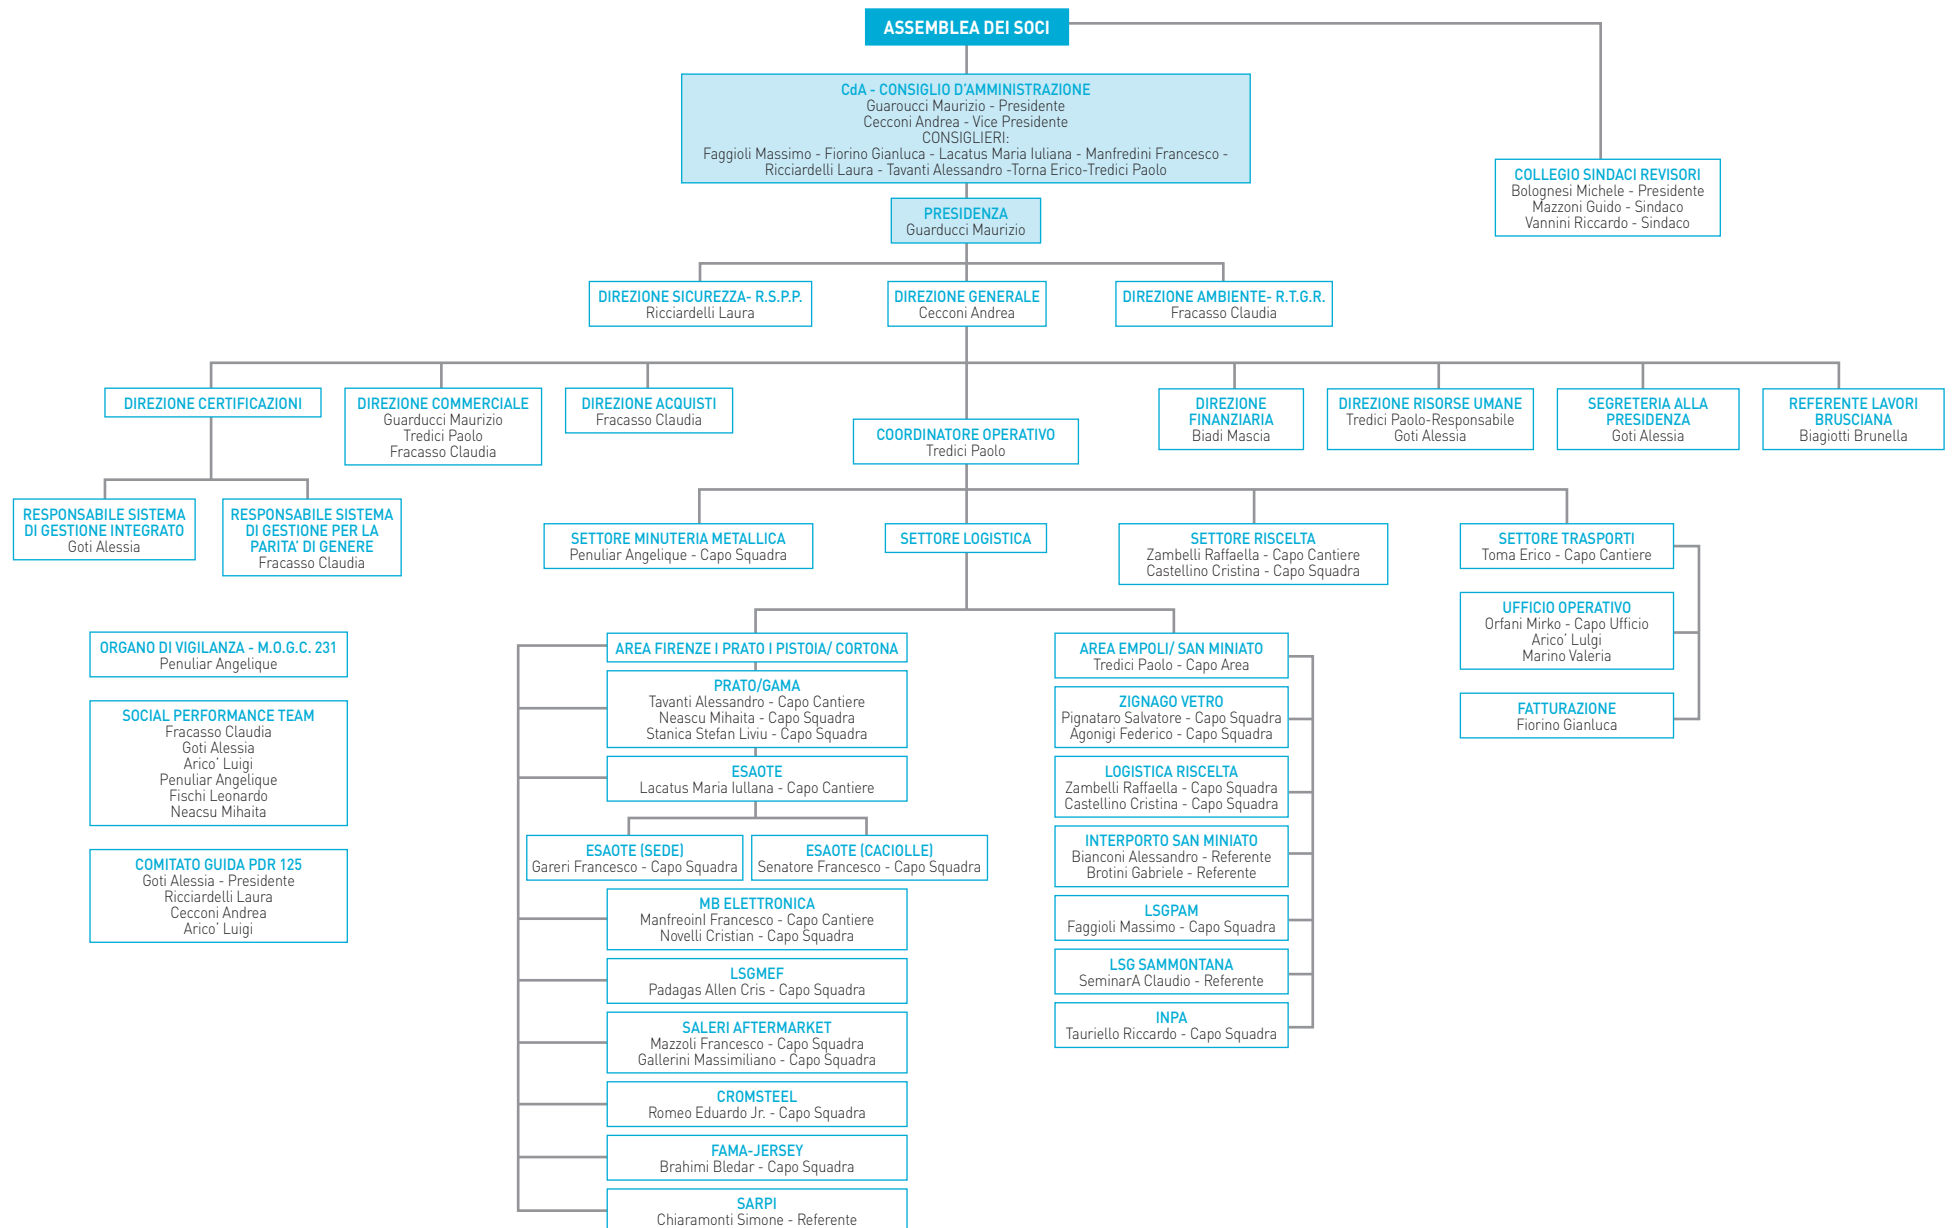 ASSEMBLEA DEI SOCI
CdA - CONSIGLIO D'AMMINISTRAZIONE
Guaroucci Maurizio - Presidente
Cecconi Andrea - Vice Presidente
CONSIGLIERI:
Faggioli Massimo - Fiorino Gianluca - Lacatus Maria Iuliana - Manfredini Francesco -
Ricciardelli Laura - Tavanti Alessandro -Torna Erico-Tredici Paolo
COLLEGIO SINDACI REVISORI
Bolognesi Michele - Presidente
Mazzoni Guido - Sindaco
Vannini Riccardo - Sindaco
PRESIDENZA
Guarducci Maurizio
DIREZIONE SICUREZZA- R.S.P.P.
Ricciardelli Laura
DIREZIONE GENERALE
Cecconi Andrea
DIREZIONE AMBIENTE- R.T.G.R.
Fracasso Claudia
DIREZIONE CERTIFICAZIONI
DIREZIONE COMMERCIALE
Guarducci Maurizio
Tredici Paolo
Fracasso Claudia
DIREZIONE ACQUISTI
Fracasso Claudia
COORDINATORE OPERATIVO
Tredici Paolo
DIREZIONE
FINANZIARIA
Biadi Mascia
DIREZIONE RISORSE UMANE
Tredici Paolo-Responsabile
Goti Alessia
SEGRETERIA ALLA
PRESIDENZA
Goti Alessia
REFERENTE LAVORI
BRUSCIANA
Biagiotti Brunella
RESPONSABILE SISTEMA
DI GESTIONE INTEGRATO
Goti Alessia
RESPONSABILE SISTEMA
DI GESTIONE PER LA
PARITA' DI GENERE
Fracasso Claudia
SETTORE MINUTERIA METALLICA
Penuliar Angelique - Capo Squadra
SETTORE LOGISTICA
SETTORE RISCELTA
Zambelli Raffaella - Capo Cantiere
Castellino Cristina - Capo Squadra
SETTORE TRASPORTI
Toma Erico - Capo Cantiere
UFFICIO OPERATIVO
Orfani Mirko - Capo Ufficio
Arico' Lulgi
Marino Valeria
FATTURAZIONE
Fiorino Gianluca
ORGANO DI VIGILANZA - M.O.G.C. 231
Penuliar Angelique
SOCIAL PERFORMANCE TEAM
Fracasso Claudia
Goti Alessia
Arico' Luigi
Penuliar Angelique
Fischi Leonardo
Neacsu Mihaita
COMITATO GUIDA PDR 125
Goti Alessia - Presidente
Ricciardelli Laura
Cecconi Andrea
Arico' Luigi
AREA FIRENZE I PRATO I PISTOIA/ CORTONA
PRATO/GAMA
Tavanti Alessandro - Capo Cantiere
Neascu Mihaita - Capo Squadra
Stanica Stefan Liviu - Capo Squadra
ESAOTE
Lacatus Maria Iullana - Capo Cantiere
ESAOTE (SEDE)
Gareri Francesco - Capo Squadra
ESAOTE (CACIOLLE)
Senatore Francesco - Capo Squadra
MB ELETTRONICA
ManfreoinI Francesco - Capo Cantiere
Novelli Cristian - Capo Squadra
LSGMEF
Padagas Allen Cris - Capo Squadra
SALERI AFTERMARKET
Mazzoli Francesco - Capo Squadra
Gallerini Massimiliano - Capo Squadra
CROMSTEEL
Romeo Eduardo Jr. - Capo Squadra
FAMA-JERSEY
Brahimi Bledar - Capo Squadra
SARPI
Chiaramonti Simone - Referente
AREA EMPOLI/ SAN MINIATO
Tredici Paolo - Capo Area
ZIGNAGO VETRO
Pignataro Salvatore - Capo Squadra
Agonigi Federico - Capo Squadra
LOGISTICA RISCELTA
Zambelli Raffaella - Capo Squadra
Castellino Cristina - Capo Squadra
INTERPORTO SAN MINIATO
Bianconi Alessandro - Referente
Brotini Gabriele - Referente
LSGPAM
Faggioli Massimo - Capo Squadra
LSG SAMMONTANA
SeminarA Claudio - Referente
INPA
Tauriello Riccardo - Capo Squadra